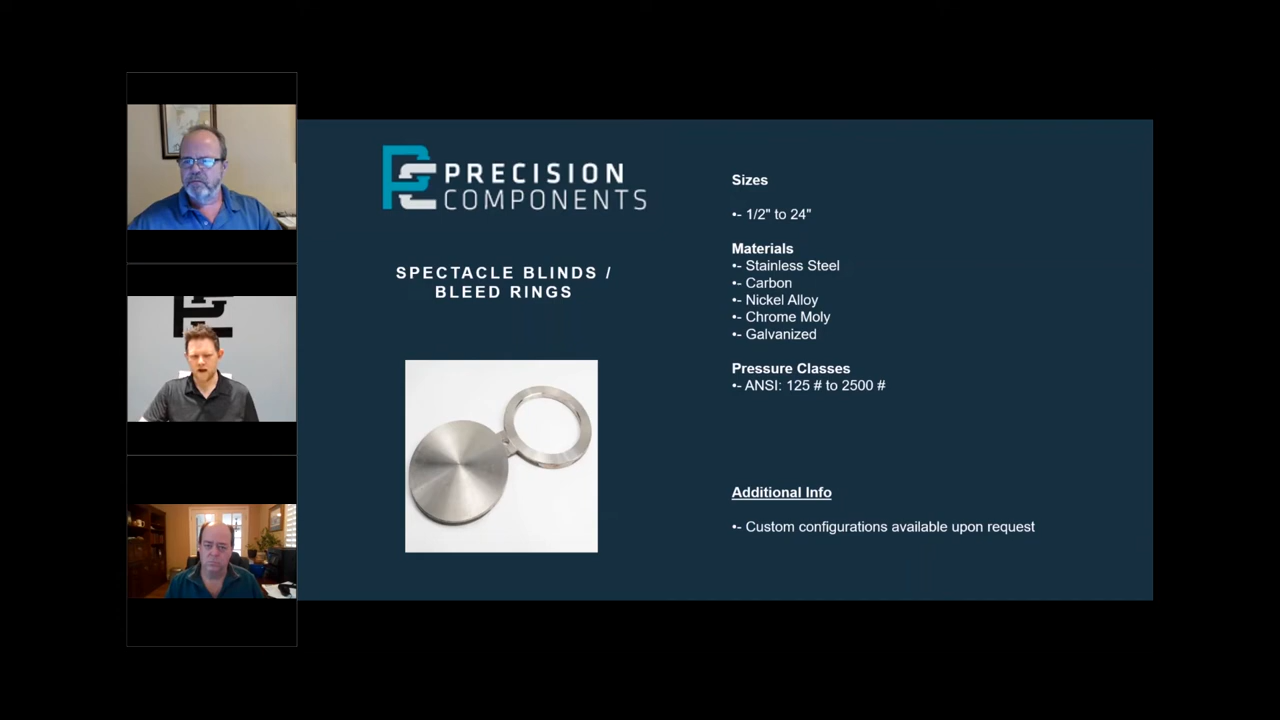 PRECISION
COMPONENTS
SPECTACLE BLINDS /
BLEED RINGS
Sizes
•- 1/2" to 24"
Materials
•- Stainless Steel
•- Carbon
•- Nickel Alloy
•- Chrome Moly
•- Galvanized
Pressure Classes
•- ANSI: 125 # to 2500 #
Additional Info
•- Custom configurations available upon request